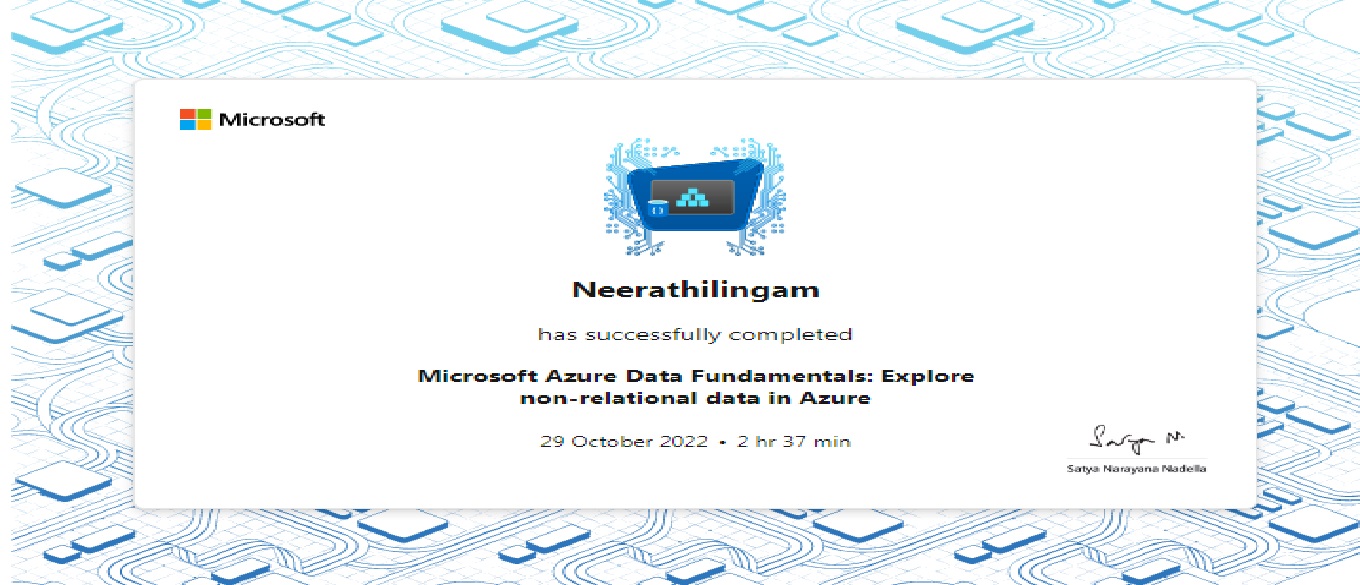 Microsoft
Neerathilingam
has successfully completed
Microsoft Azure Data Fundamentals: Explore
non-relational data in Azure
29 October 2022 • 2 hr 37 min
Satya N
Satya Narayana Nadella